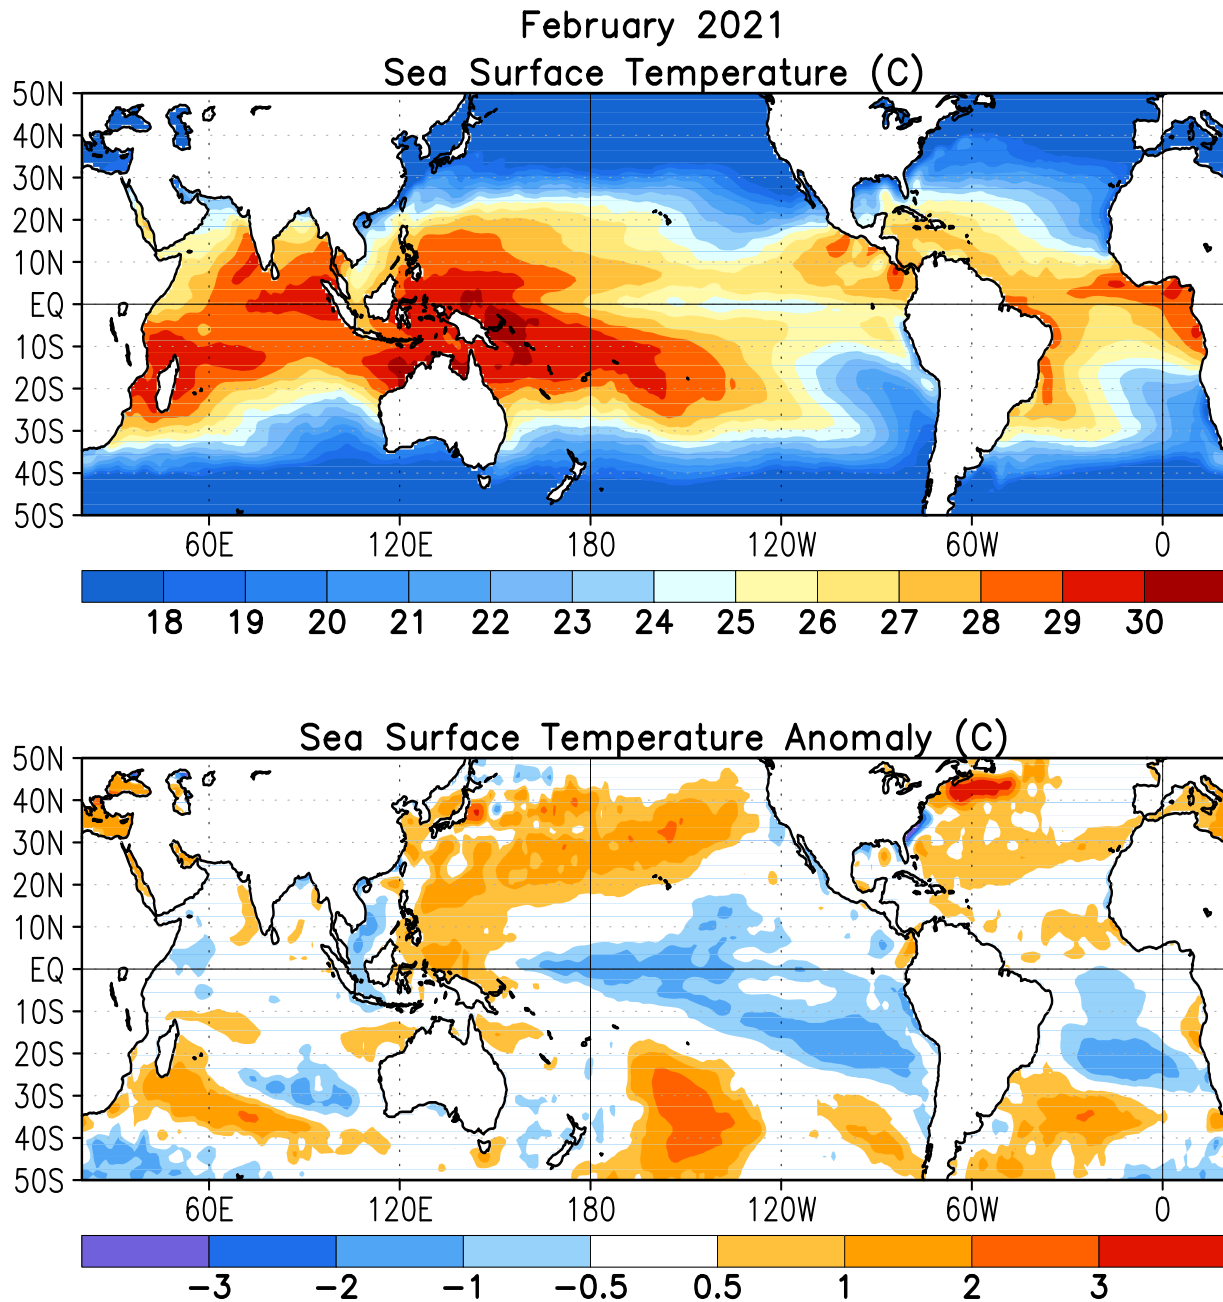 February 2021
Sea Surface Temperature (C)
50N
40N
30N
20N
10N
EQ
10S
20S
30S
40S
50S
60E 120E 180 120W 60W 0
18 19 20 21 22 23 24 25 26 27 28 29 30
Sea Surface Temperature Anomaly (C)
50N
40N
30N
20N
10N
EQ
10S
20S
30S
40S
50S
60E 120E 180 120W 60W 0
-3 -2 -1 -0.5 0.5 1 2 3